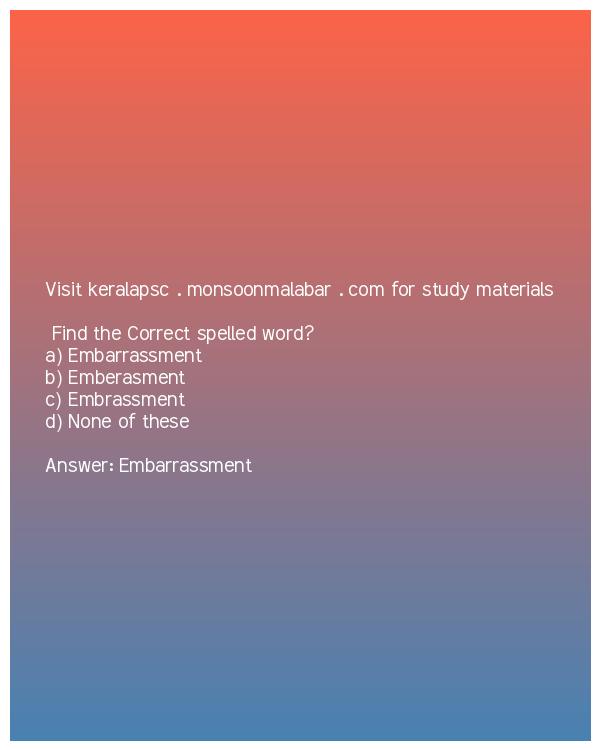 Visit keralapsc . monsoonmalabar . com for study materials
Find the Correct spelled word?
a) Embarrassment
b) Emberasment
c) Embrassment
d) None of these
Answer: Embarrassment